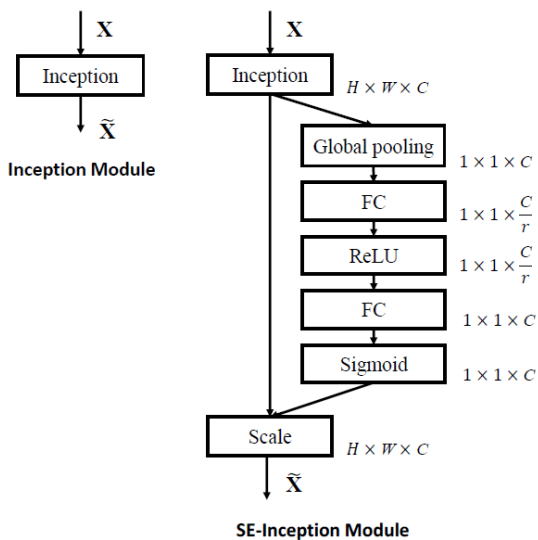 X
Inception
X̃
Inception Module
X
Inception
H × W × C
Global pooling
1 × 1 × C
FC
1 × 1 × C/r
ReLU
1 × 1 × C/r
FC
1 × 1 × C
Sigmoid
1 × 1 × C
Scale
H × W × C
X̃
SE-Inception Module